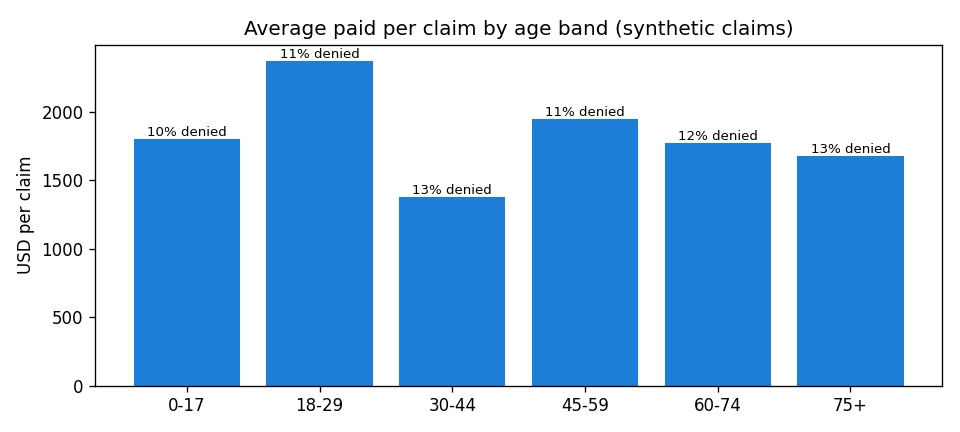 Average paid per claim by age band (synthetic claims)
USD per claim
2000
1500
1000
500
0
10% denied
11% denied
13% denied
11% denied
12% denied
13% denied
0-17
18-29
30-44
45-59
60-74
75+